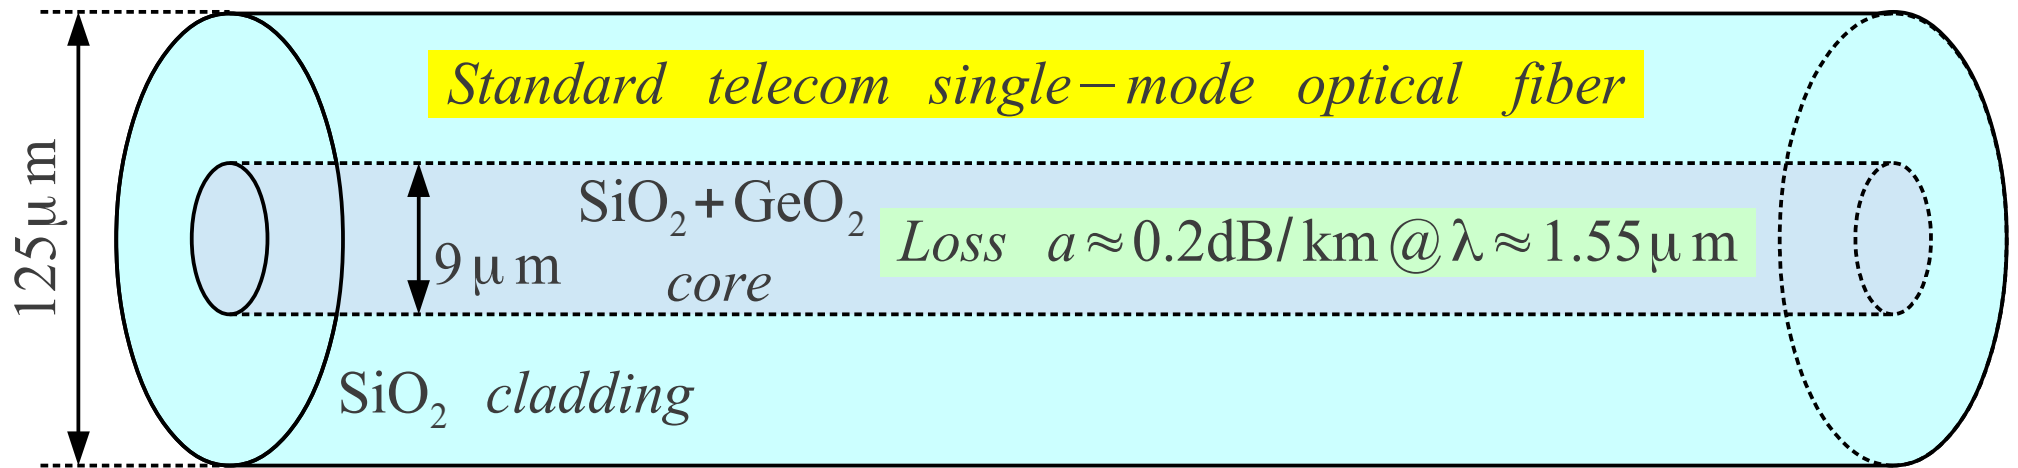 Standard telecom single−mode optical fiber
125μm
SiO₂+GeO₂
core
9μm
Loss a≈0.2dB/km@λ≈1.55μm
SiO₂ cladding